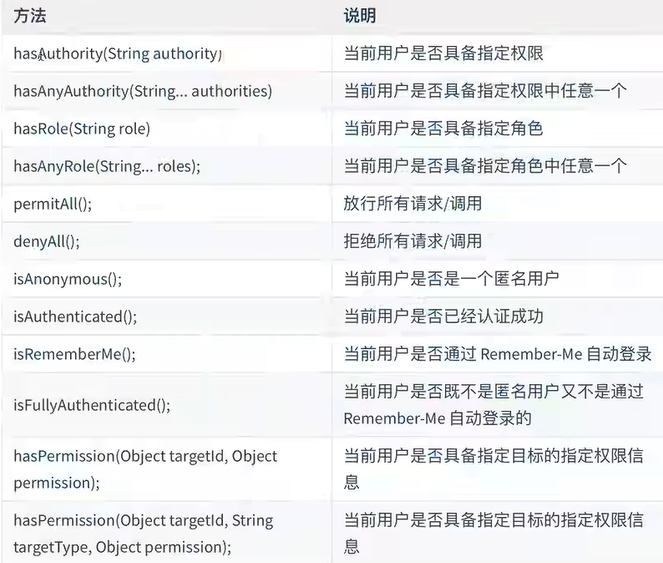 方法 说明
hasAuthority(String authority) 当前用户是否具备指定权限
hasAnyAuthority(String... authorities) 当前用户是否具备指定权限中任意一个
hasRole(String role) 当前用户是否具备指定角色
hasAnyRole(String... roles); 当前用户是否具备指定角色中任意一个
permitAll(); 放行所有请求/调用
denyAll(); 拒绝所有请求/调用
isAnonymous(); 当前用户是否是一个匿名用户
isAuthenticated(); 当前用户是否已经认证成功
isRememberMe(); 当前用户是否通过 Remember-Me 自动登录
isFullyAuthenticated(); 当前用户是否既不是匿名用户又不是通过
Remember-Me 自动登录的
hasPermission(Object targetId, Object 当前用户是否具备指定目标的指定权限信
permission); 息
hasPermission(Object targetId, String 当前用户是否具备指定目标的指定权限信
targetType, Object permission); 息